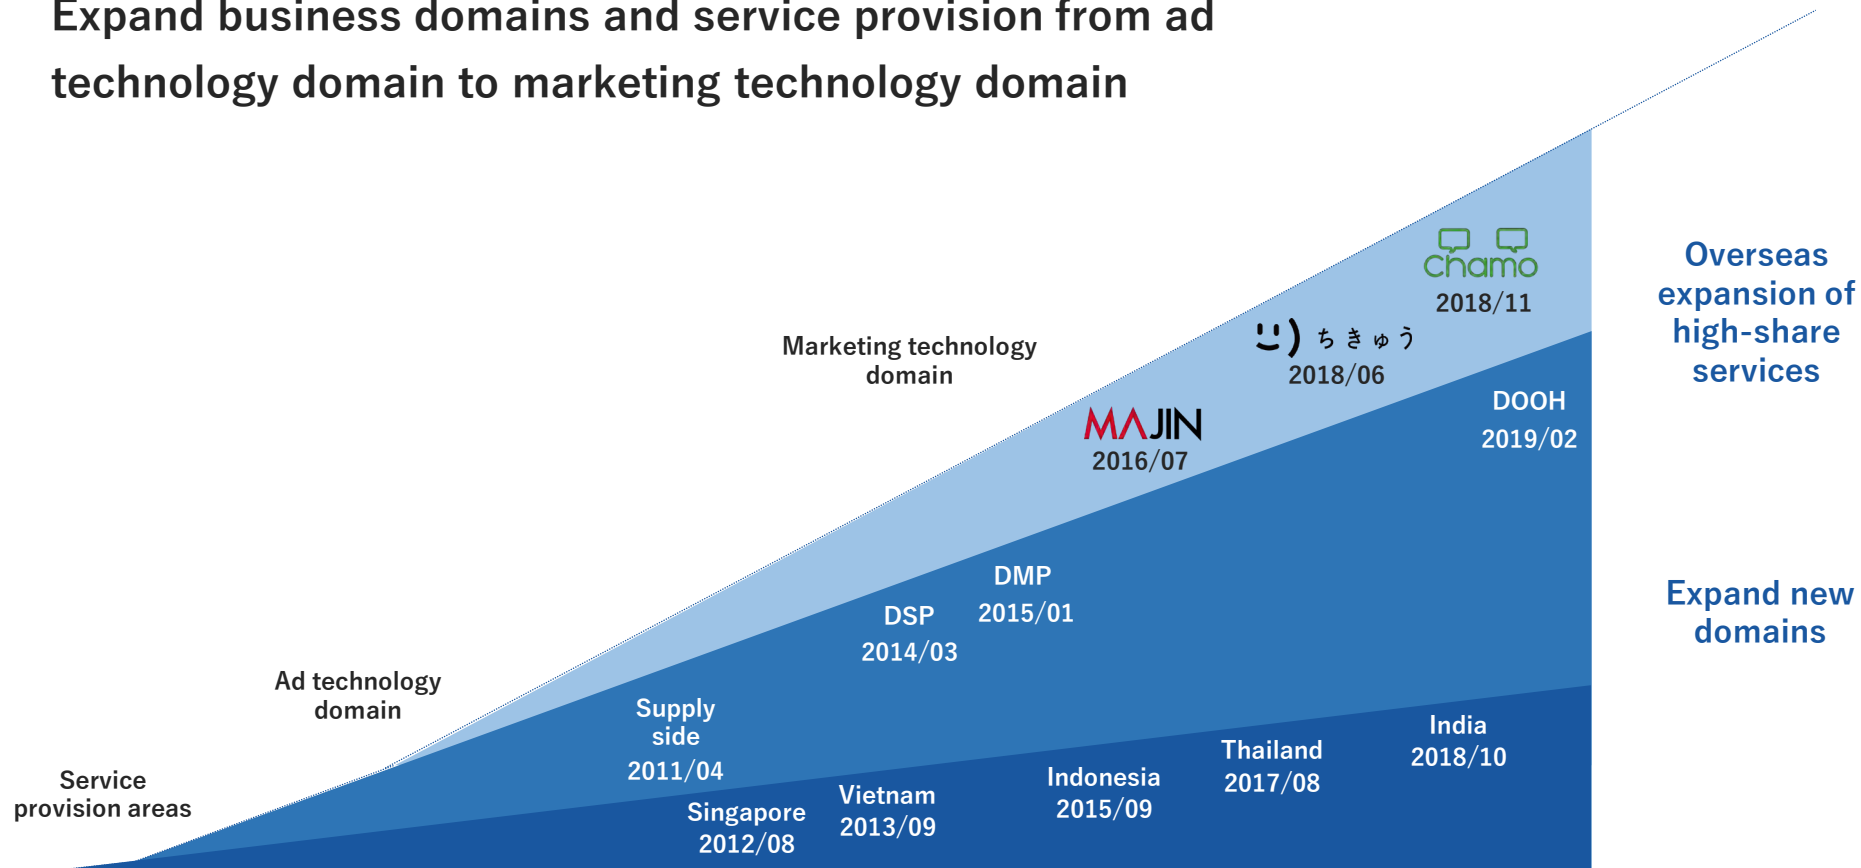 Expand business domains and service provision from ad
technology domain to marketing technology domain
chamo
2018/11
ちきゅう
2018/06
MAJIN
2016/07
Marketing technology
domain
DOOH
2019/02
Overseas
expansion of
high-share
services
DMP
2015/01
DSP
2014/03
Expand new
domains
Ad technology
domain
Supply
side
2011/04
Service
provision areas
Singapore
2012/08
Vietnam
2013/09
Indonesia
2015/09
Thailand
2017/08
India
2018/10